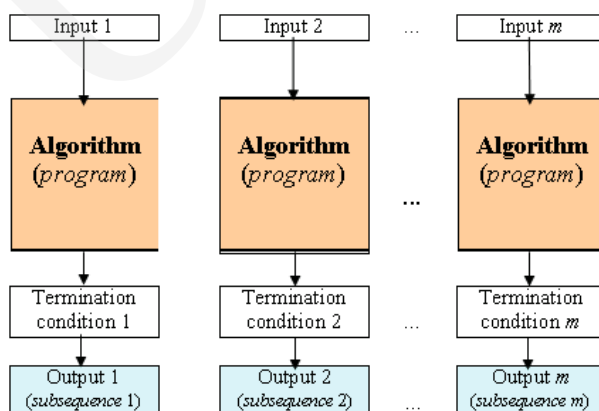 Input 1
Input 2
...
Input m
Algorithm
(program)
Algorithm
(program)
...
Algorithm
(program)
Termination
condition 1
Termination
condition 2
...
Termination
condition m
Output 1
(subsequence 1)
Output 2
(subsequence 2)
...
Output m
(subsequence m)